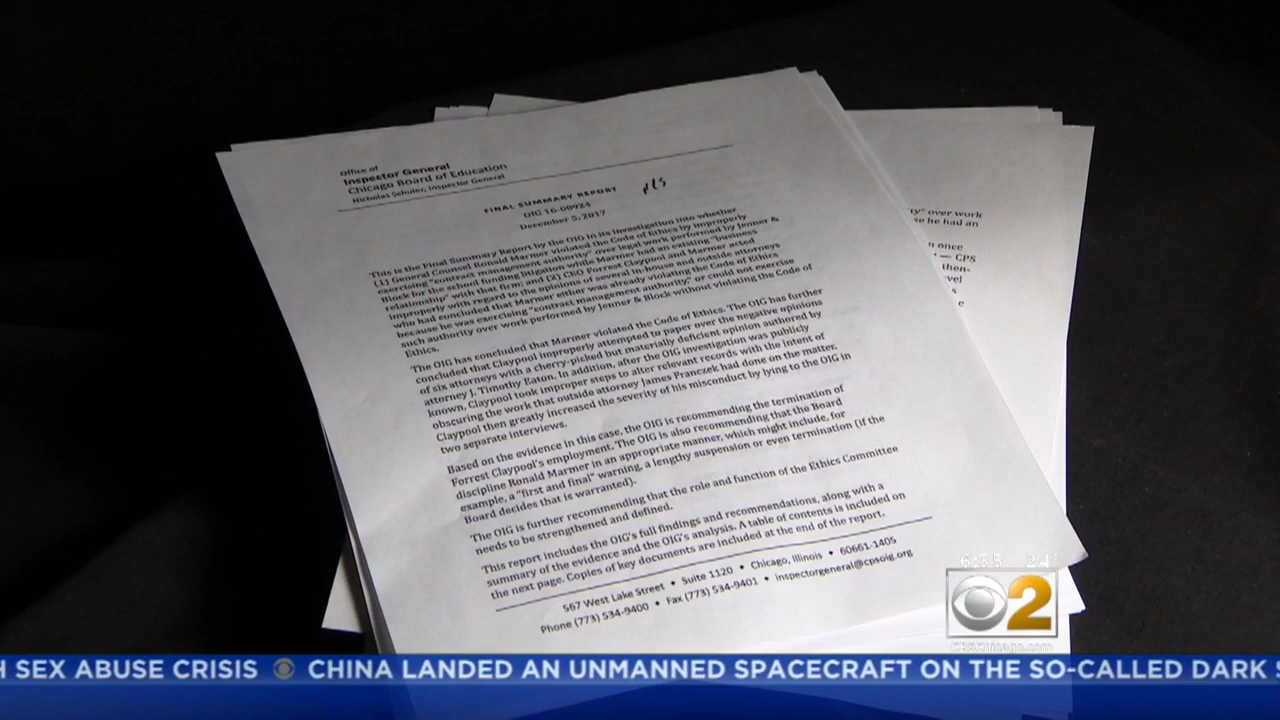 Office of
Inspector General
Chicago Board of Education
Nicholas Schuler, Inspector General
FINAL SUMMARY REPORT
OIG 16-00924
December 5, 2017
This is the Final Summary Report by the OIG in its investigation into whether
(1) General Counsel Ronald Marmer violated the Code of Ethics by improperly
exercising "contract management authority" over legal work performed by Jenner &
Block for the school funding litigation while Marmer had an existing "business
relationship" with that firm; and (2) CEO Forrest Claypool and Marmer acted
improperly with regard to the opinions of several in-house and outside attorneys
who had concluded that Marmer either was already violating the Code of Ethics
because he was exercising "contract management authority," or could not exercise
such authority over work performed by Jenner & Block without violating the Code of
Ethics.
The OIG has concluded that Marmer violated the Code of Ethics. The OIG has further
concluded that Claypool improperly attempted to paper over the negative opinions
of six attorneys with a cherry-picked but materially deficient opinion authored by
attorney J. Timothy Eaton. In addition, after the OIG investigation was publicly
known, Claypool took improper steps to alter relevant records with the intent of
obscuring the work that outside attorney James Franczek had done on the matter.
Claypool then greatly increased the severity of his misconduct by lying to the OIG in
two separate interviews.
Based on the evidence in this case, the OIG is recommending the termination of
Forrest Claypool's employment. The OIG is also recommending that the Board
discipline Ronald Marmer in an appropriate manner, which might include, for
example, a "first and final" warning, a lengthy suspension or even termination (if the
Board decides that is warranted).
The OIG is further recommending that the role and function of the Ethics Committee
needs to be strengthened and defined.
This report includes the OIG's full findings and recommendations, along with a
summary of the evidence and the OIG's analysis. A table of contents is included on
the next page. Copies of key documents are included at the end of the report.
567 West Lake Street • Suite 1120 • Chicago, Illinois • 60661-1405
Phone (773) 534-9400 • Fax (773) 534-9401 • inspectorgeneral@cpsoig.org
over work
se he had an
n once
— CPS
then-
6:35 24°
2
CBSChicago.com
H SEX ABUSE CRISIS CHINA LANDED AN UNMANNED SPACECRAFT ON THE SO-CALLED DARK